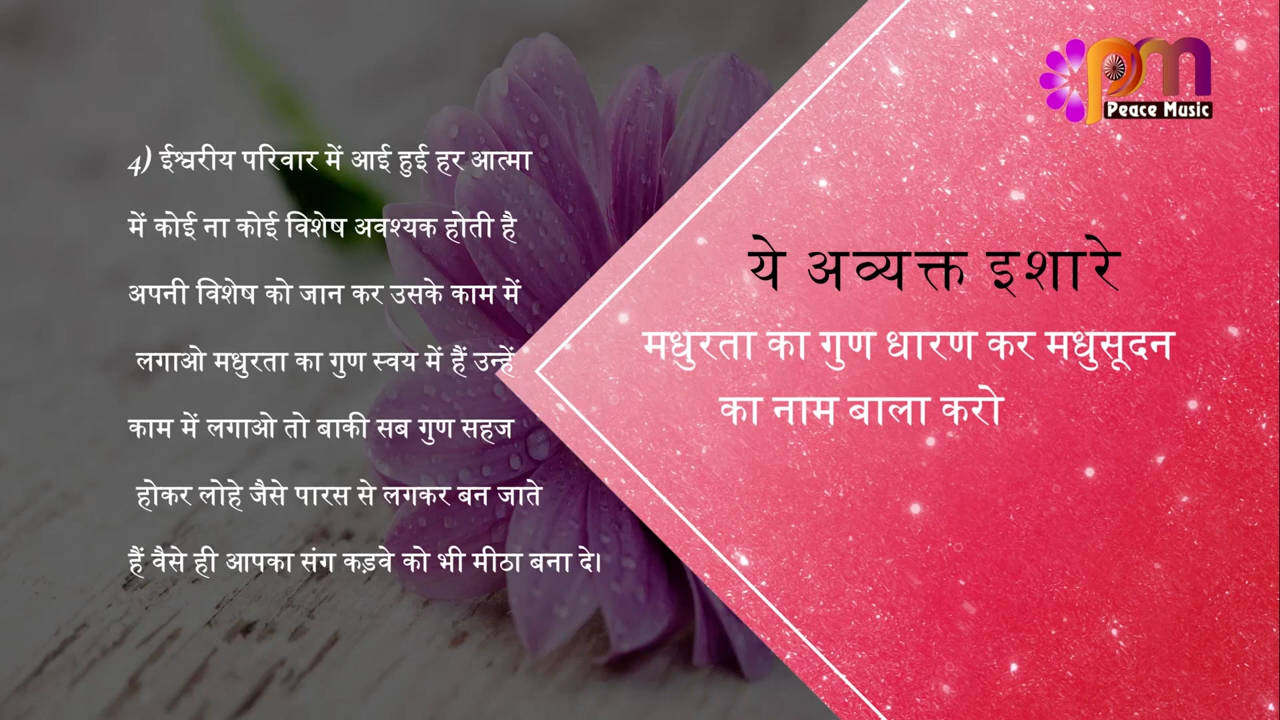 4) ईश्वरीय परिवार में आई हुई हर आत्मा
में कोई ना कोई विशेष अवश्यक होती है
अपनी विशेष को जान कर उसके काम में
लगाओ मधुरता का गुण स्वय में हैं उन्हें
काम में लगाओ तो बाकी सब गुण सहज
होकर लोहे जैसे पारस से लगकर बन जाते
हैं वैसे ही आपका संग कड़वे को भी मीठा बना दे।
ये अव्यक्त इशारे
मधुरता का गुण धारण कर मधुसूदन
का नाम बाला करो
pm
Peace Music